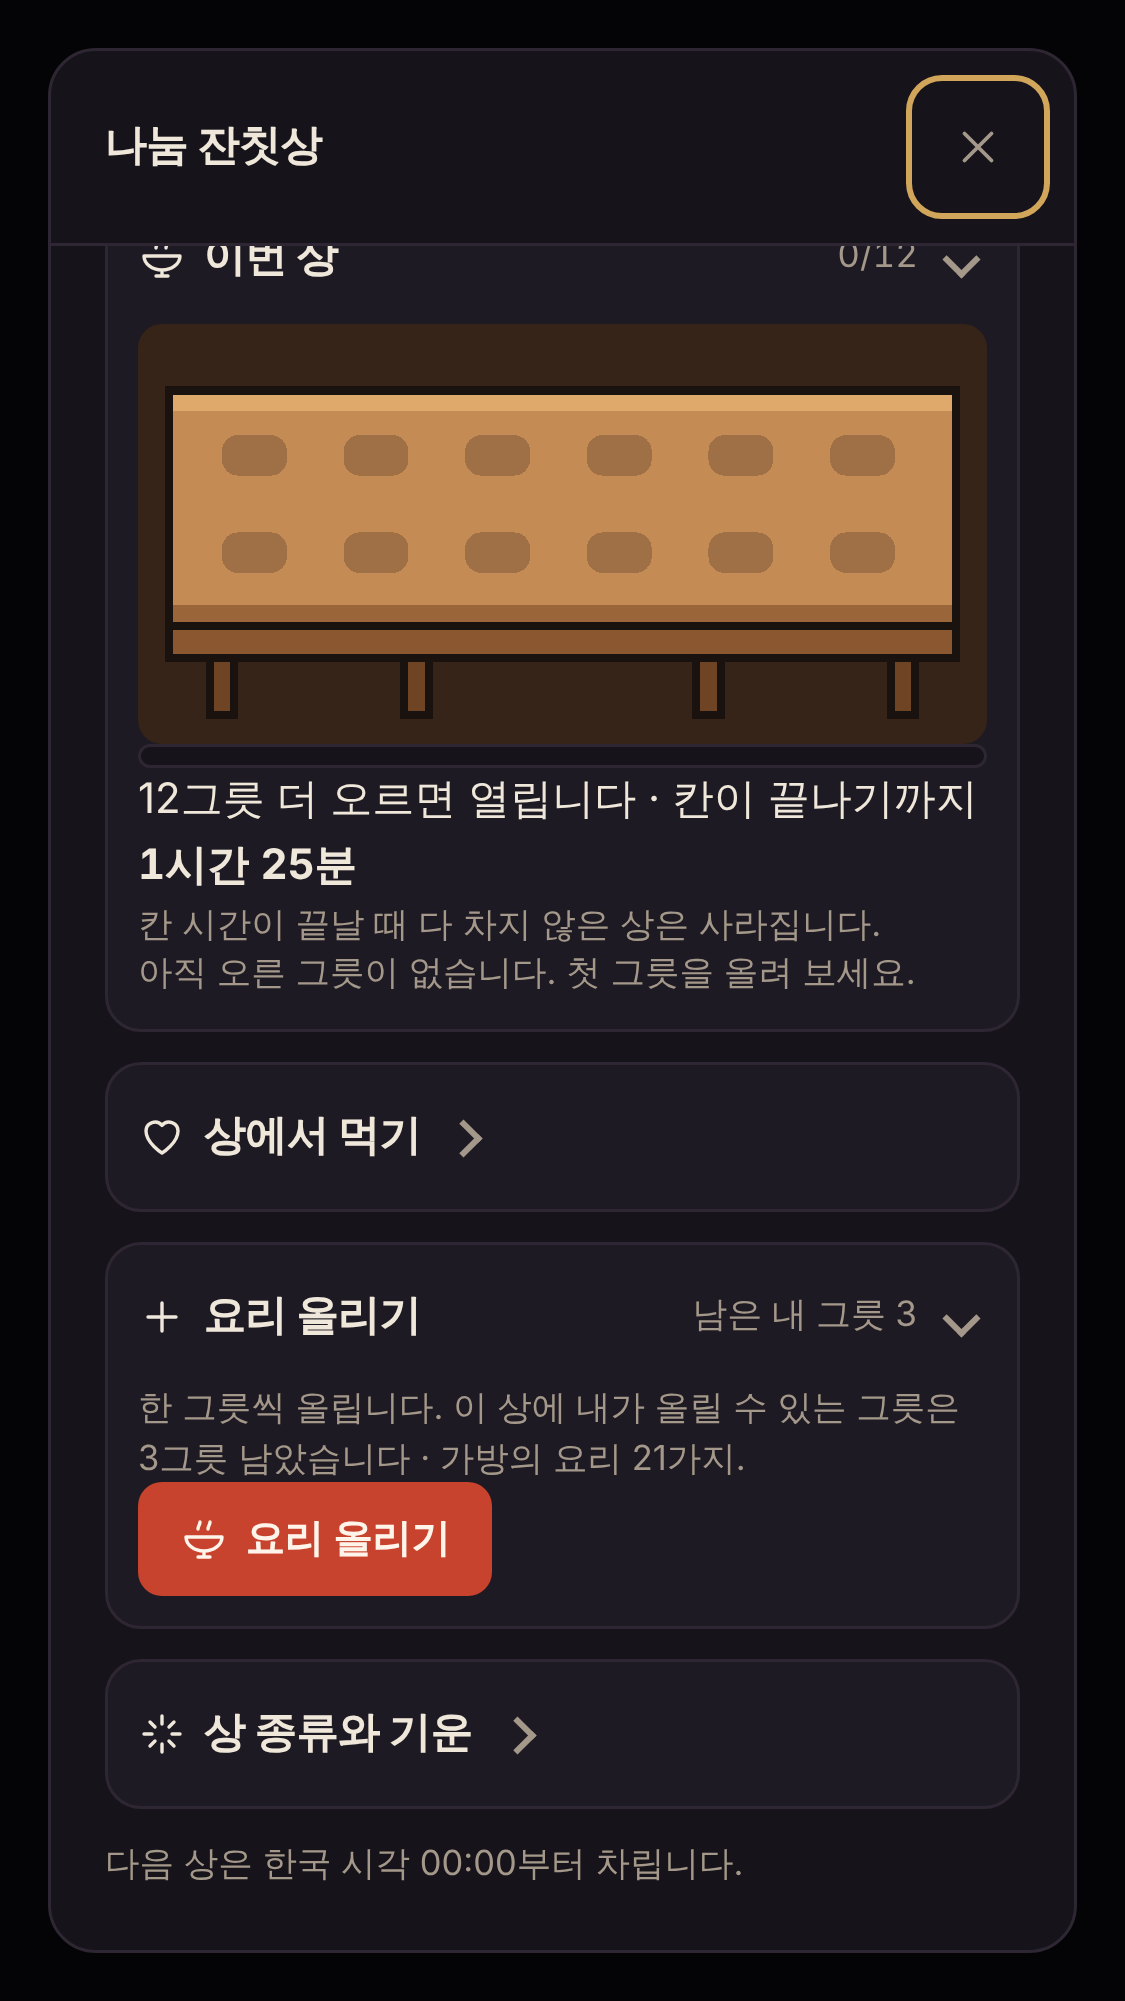 나눔 잔칫상
이번 상 0/12
12그릇 더 오르면 열립니다 · 칸이 끝나기까지
1시간 25분
칸 시간이 끝날 때 다 차지 않은 상은 사라집니다.
아직 오른 그릇이 없습니다. 첫 그릇을 올려 보세요.
상에서 먹기
요리 올리기 남은 내 그릇 3
한 그릇씩 올립니다. 이 상에 내가 올릴 수 있는 그릇은
3그릇 남았습니다 · 가방의 요리 21가지.
요리 올리기
상 종류와 기운
다음 상은 한국 시각 00:00부터 차립니다.